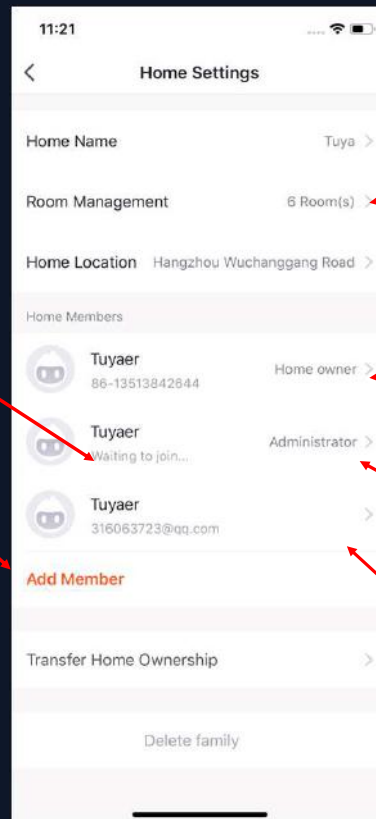 11:21
Home Settings
Home Name Tuya
Room Management 6 Room(s)
Home Location Hangzhou Wuchanggang Road
Home Members
Tuyaer
86-13513842644
Home owner
Tuyaer
Waiting to join...
Administrator
Tuyaer
316063723@qq.com
Add Member
Transfer Home Ownership
Delete family